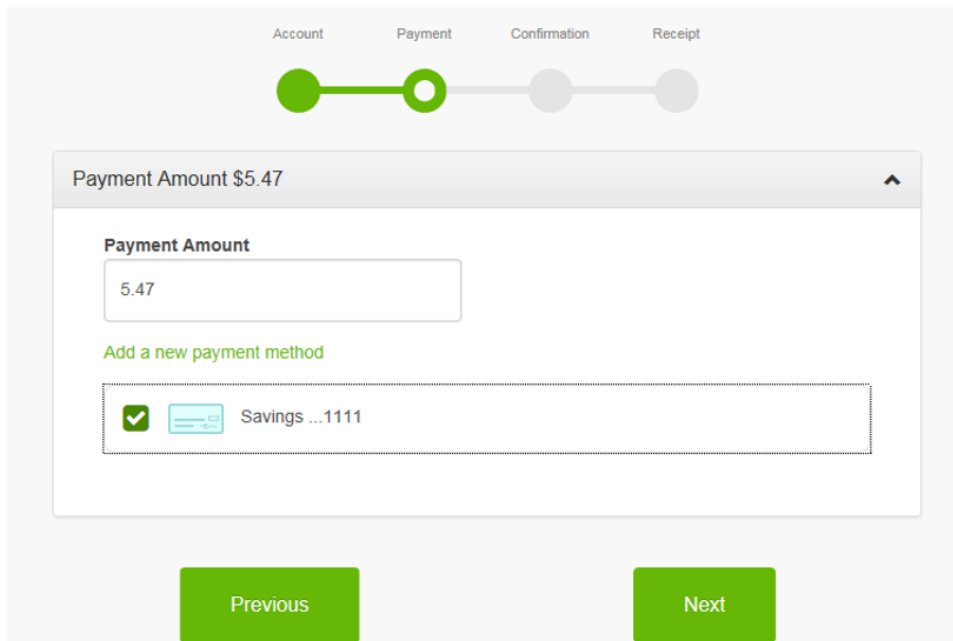 Account Payment Confirmation Receipt
Payment Amount $5.47
Payment Amount
5.47
Add a new payment method
Savings ...1111
Previous Next